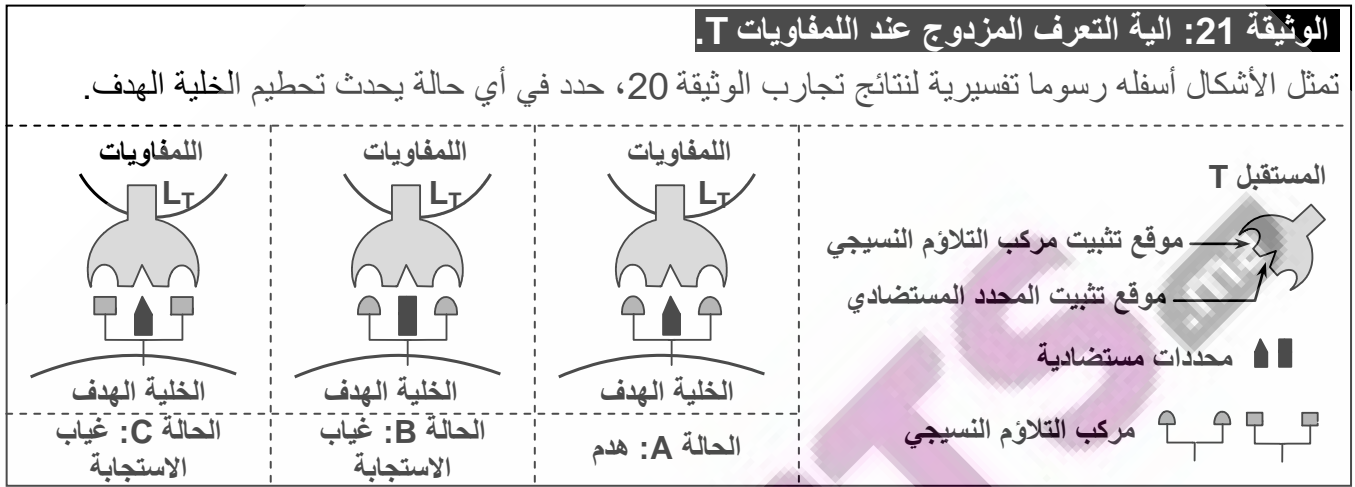 الوثيقة 21: الية التعرف المزدوج عند اللمفاويات T.
تمثل الأشكال أسفله رسوما تفسيرية لنتائج تجارب الوثيقة 20، حدد في أي حالة يحدث تحطيم الخلية الهدف.
المستقبل T
موقع تثبيت مركب التلاؤم النسيجي
موقع تثبيت المحدد المستضادي
محددات مستضادية
مركب التلاؤم النسيجي
اللمفاويات
LT
الخلية الهدف
الحالة A: هدم
اللمفاويات
LT
الخلية الهدف
الحالة B: غياب
الاستجابة
اللمفاويات
LT
الخلية الهدف
الحالة C: غياب
الاستجابة